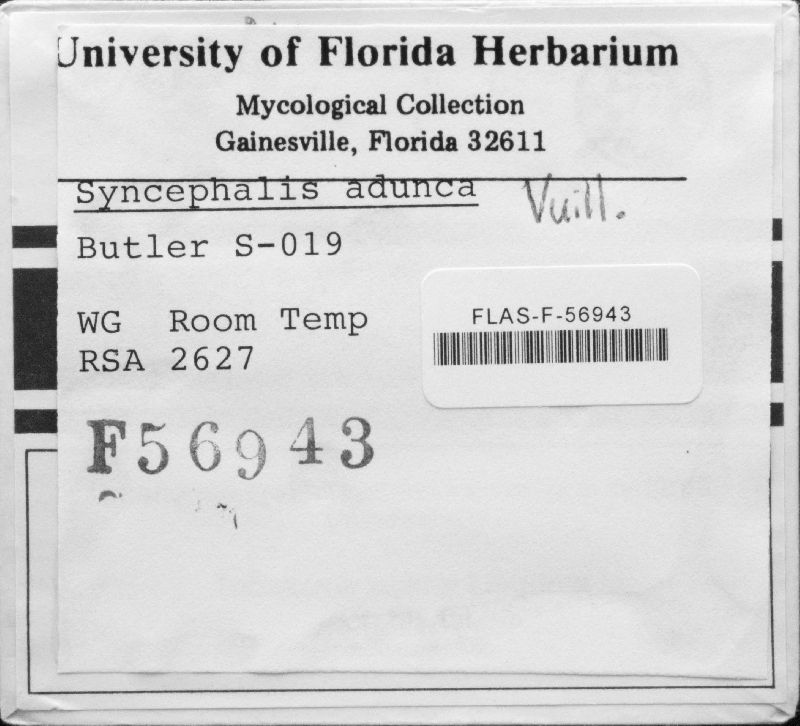 University of Florida Herbarium
Mycological Collection
Gainesville, Florida 32611
Syncephalis adunca Vuill.
Butler S-019
WG Room Temp
RSA 2627
FLAS-F-56943
F56943